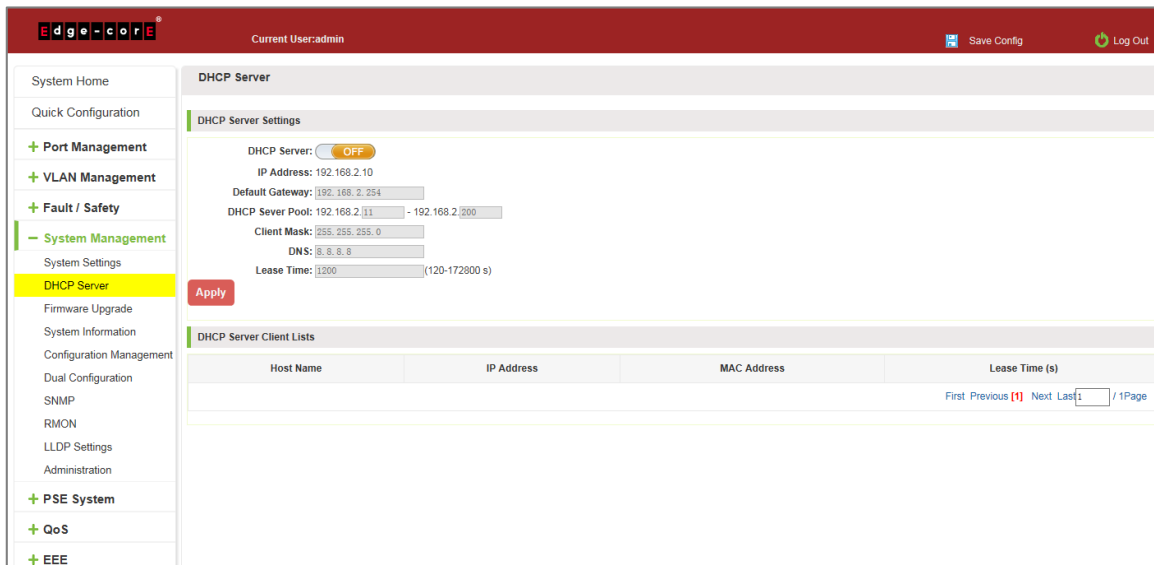 Edge-corE®
Current User:admin
Save Config
Log Out
System Home
Quick Configuration
+ Port Management
+ VLAN Management
+ Fault / Safety
− System Management
System Settings
DHCP Server
Firmware Upgrade
System Information
Configuration Management
Dual Configuration
SNMP
RMON
LLDP Settings
Administration
+ PSE System
+ QoS
+ EEE
DHCP Server
DHCP Server Settings
DHCP Server: OFF
IP Address: 192.168.2.10
Default Gateway: 192.168.2.254
DHCP Sever Pool: 192.168.2.11 - 192.168.2.200
Client Mask: 255.255.255.0
DNS: 8.8.8.8
Lease Time: 1200 (120-172800 s)
Apply
DHCP Server Client Lists
Host Name IP Address MAC Address Lease Time (s)
First Previous [1] Next Last 1 / 1Page